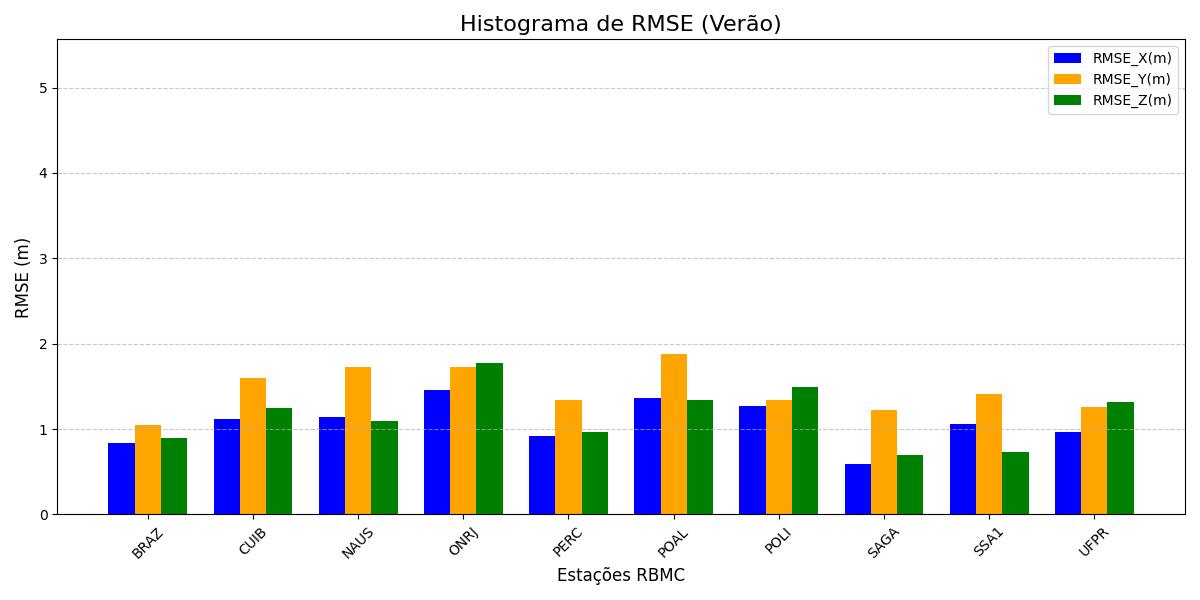 Histograma de RMSE (Verão)
RMSE_X(m)
RMSE_Y(m)
RMSE_Z(m)
5
4
3
2
1
0
RMSE (m)
BRAZ
CUIB
NAUS
ONRJ
PERC
POAL
POLI
SAGA
SSA1
UFPR
Estações RBMC